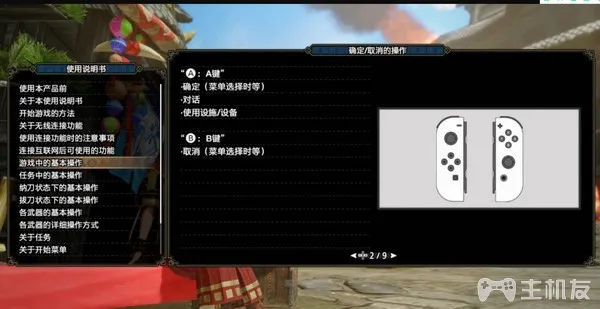 使用说明书
使用本产品前
关于本使用说明书
开始游戏的方法
关于无线连接功能
使用连接功能时的注意事项
连接互联网后可使用的功能
游戏中的基本操作
任务中的基本操作
纳刀状态下的基本操作
拔刀状态下的基本操作
各武器的基本操作
各武器的详细操作方式
关于任务
关于开始菜单
确定/取消的操作
“A：A键”
·确定（菜单选择时等）
·对话
·使用设施/设备
“B：B键”
·取消（菜单选择时等）
2/9
主机友